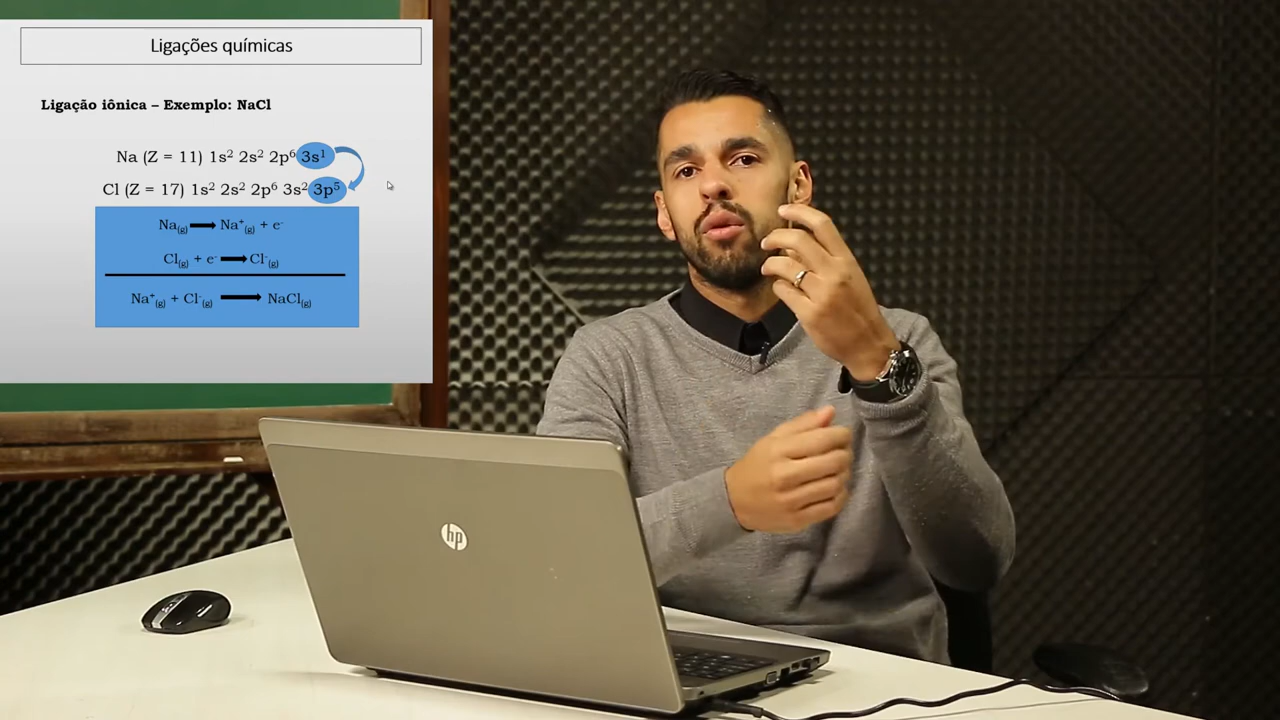 Ligações químicas
Ligação iônica – Exemplo: NaCl
Na (Z = 11) 1s² 2s² 2p⁶ 3s¹
Cl (Z = 17) 1s² 2s² 2p⁶ 3s² 3p⁵
Na(g) → Na⁺(g) + e⁻
Cl(g) + e⁻ → Cl⁻(g)
Na⁺(g) + Cl⁻(g) → NaCl(g)
hp